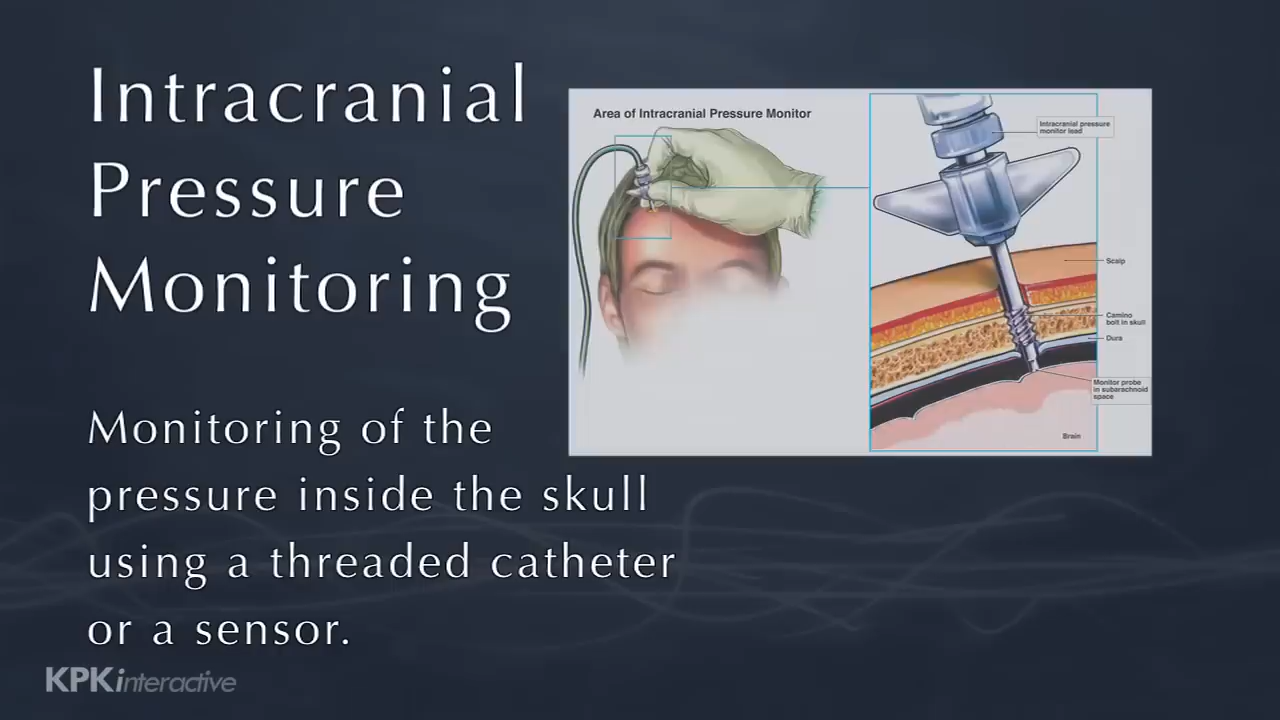 Intracranial
Pressure
Monitoring
Monitoring of the
pressure inside the skull
using a threaded catheter
or a sensor.
Area of Intracranial Pressure Monitor
Intracranial pressure
monitor lead
Scalp
Camino
bolt in skull
Dura
Monitor probe
in subarachnoid
space
Brain
KPKinteractive